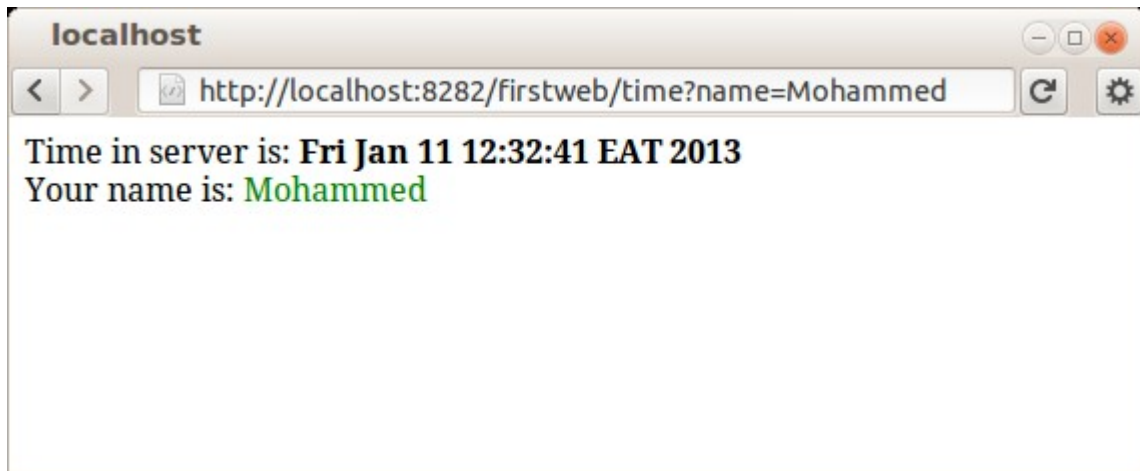 localhost
http://localhost:8282/firstweb/time?name=Mohammed
Time in server is: Fri Jan 11 12:32:41 EAT 2013
Your name is: Mohammed